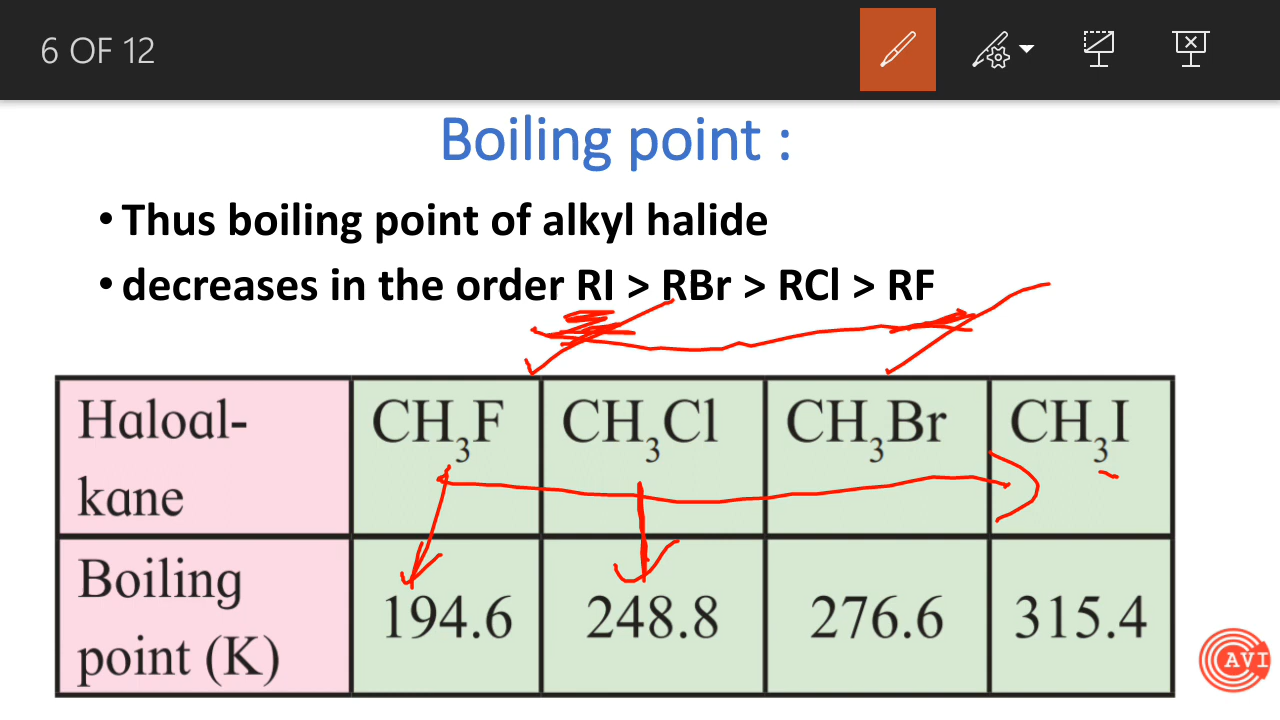 6 OF 12
Boiling point :
• Thus boiling point of alkyl halide
• decreases in the order RI > RBr > RCl > RF
Haloal-
kane
CH₃F
CH₃Cl
CH₃Br
CH₃I
Boiling
point (K)
194.6
248.8
276.6
315.4
AVI